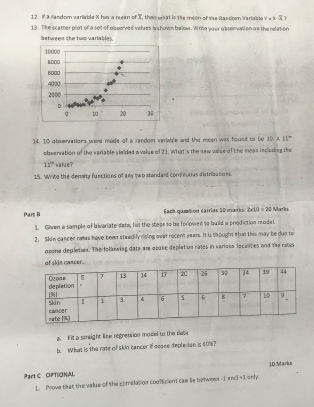 12. If a random variable X has a mean of X̅, then what is the mean of the Random Variable Y = X - X̅ ?
13. The scatter plot of a set of observed values is shown below. Write your observation on the relation
between the two variables.
10000
8000
6000
4000
2000
0
0 10 20 30
14. 10 observations were made of a random variable and the mean was found to be 10. A 11th
observation of the variable yielded a value of 21. What is the new value of the mean including the
11th value?
15. Write the density functions of any two standard continuous distributions.
Part B Each question carries 10 marks: 2x10 = 20 Marks
1. Given a sample of bivariate data, list the steps to be followed to build a prediction model.
2. Skin cancer rates have been steadily rising over recent years. It is thought that this may be due to
ozone depletion. The following data are ozone depletion rates in various localities and the rates
of skin cancer.
Ozone depletion (%) 5 7 13 14 17 20 26 30 34 39 44
Skin cancer rate (%) 1 1 3 4 6 5 6 8 7 10 9
a. Fit a straight line regression model to the data
b. What is the rate of skin cancer if ozone depletion is 40%?
10 Marks
Part C OPTIONAL
1. Prove that the value of the correlation coefficient can lie between -1 and +1 only